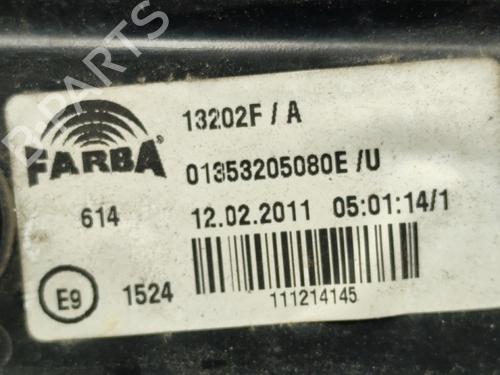 B-PARTS
FARBA®
13202F / A
01353205080E /U
614
12.02.2011 05:01:14/1
E9 1524
111214145